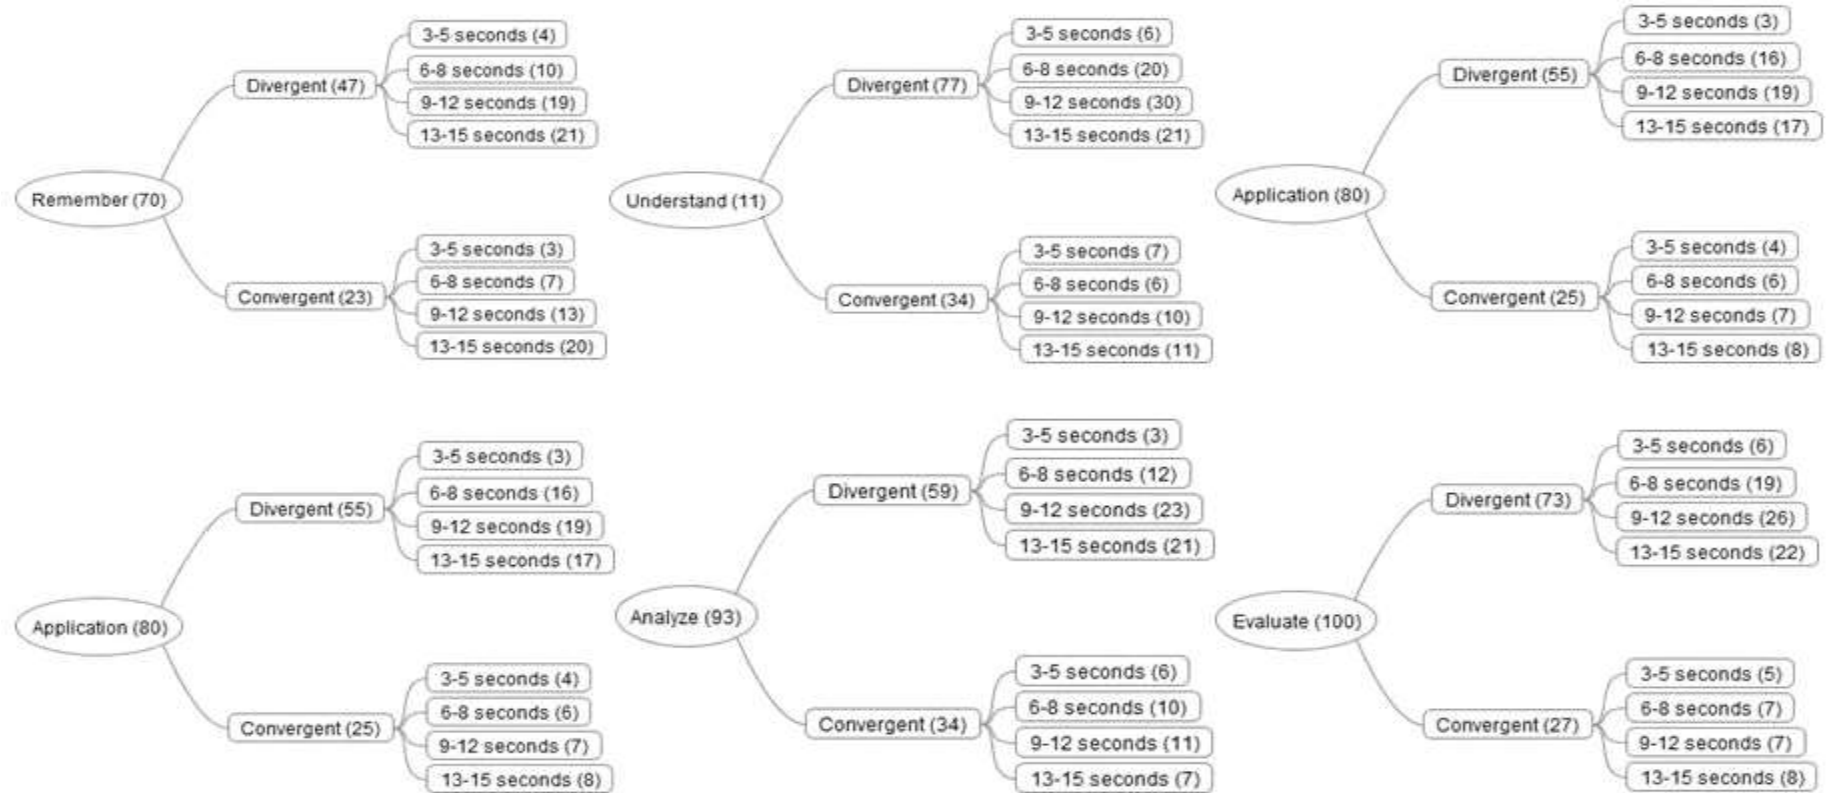 Remember (70)
Divergent (47)
3-5 seconds (4)
6-8 seconds (10)
9-12 seconds (19)
13-15 seconds (21)
Convergent (23)
3-5 seconds (3)
6-8 seconds (7)
9-12 seconds (13)
13-15 seconds (20)
Understand (11)
Divergent (77)
3-5 seconds (6)
6-8 seconds (20)
9-12 seconds (30)
13-15 seconds (21)
Convergent (34)
3-5 seconds (7)
6-8 seconds (6)
9-12 seconds (10)
13-15 seconds (11)
Application (80)
Divergent (55)
3-5 seconds (3)
6-8 seconds (16)
9-12 seconds (19)
13-15 seconds (17)
Convergent (25)
3-5 seconds (4)
6-8 seconds (6)
9-12 seconds (7)
13-15 seconds (8)
Application (80)
Divergent (55)
3-5 seconds (3)
6-8 seconds (16)
9-12 seconds (19)
13-15 seconds (17)
Convergent (25)
3-5 seconds (4)
6-8 seconds (6)
9-12 seconds (7)
13-15 seconds (8)
Analyze (93)
Divergent (59)
3-5 seconds (3)
6-8 seconds (12)
9-12 seconds (23)
13-15 seconds (21)
Convergent (34)
3-5 seconds (6)
6-8 seconds (10)
9-12 seconds (11)
13-15 seconds (7)
Evaluate (100)
Divergent (73)
3-5 seconds (6)
6-8 seconds (19)
9-12 seconds (26)
13-15 seconds (22)
Convergent (27)
3-5 seconds (5)
6-8 seconds (7)
9-12 seconds (7)
13-15 seconds (8)